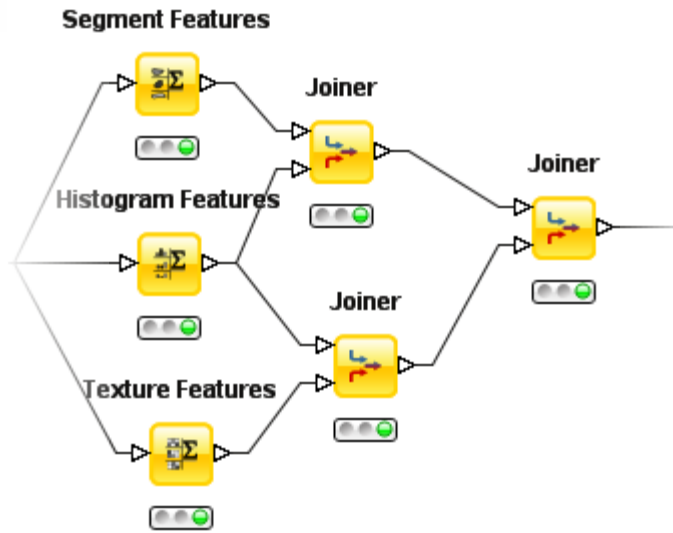 Segment Features
Joiner
Joiner
Histogram Features
Joiner
Texture Features